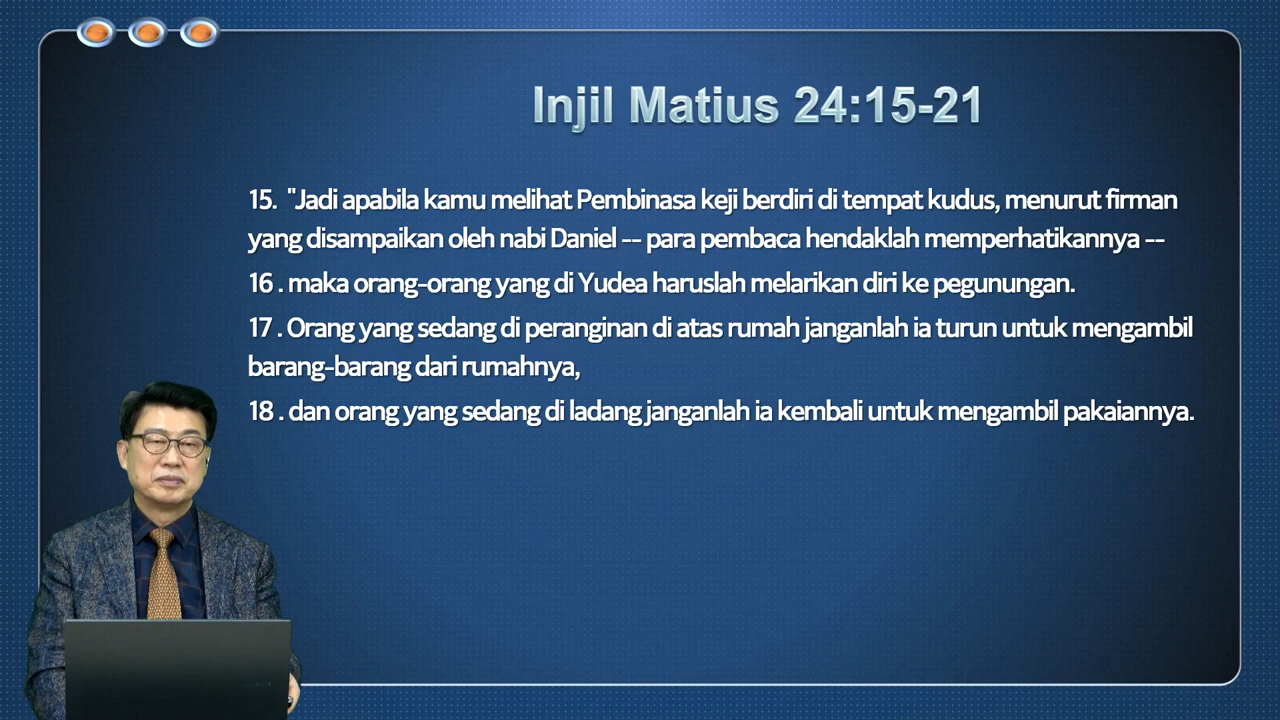 Injil Matius 24:15-21
15. "Jadi apabila kamu melihat Pembinasa keji berdiri di tempat kudus, menurut firman
yang disampaikan oleh nabi Daniel -- para pembaca hendaklah memperhatikannya --
16 . maka orang-orang yang di Yudea haruslah melarikan diri ke pegunungan.
17 . Orang yang sedang di peranginan di atas rumah janganlah ia turun untuk mengambil
barang-barang dari rumahnya,
18 . dan orang yang sedang di ladang janganlah ia kembali untuk mengambil pakaiannya.